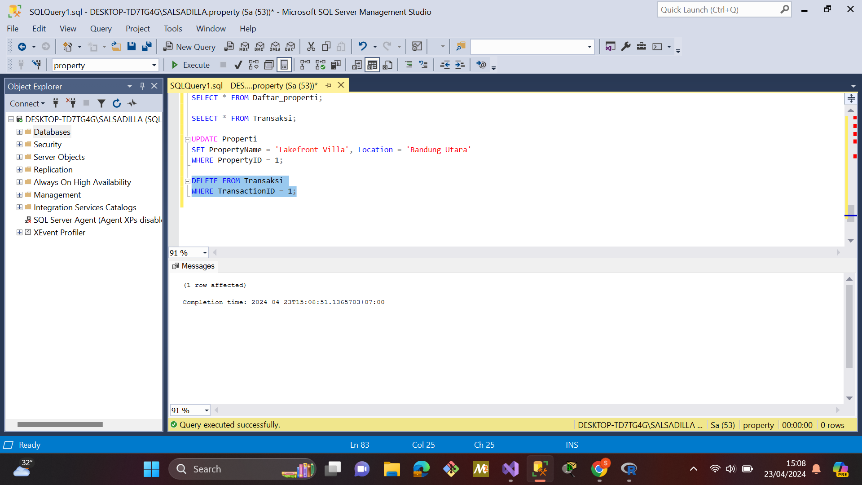 SQLQuery1.sql - DESKTOP-TD7TG4G\SALSADILLA.property (Sa (53))* - Microsoft SQL Server Management Studio
Quick Launch (Ctrl+Q)
File Edit View Query Project Tools Window Help
New Query
property
Execute
Object Explorer
Connect
DESKTOP-TD7TG4G\SALSADILLA (SQL
Databases
Security
Server Objects
Replication
Always On High Availability
Management
Integration Services Catalogs
SQL Server Agent (Agent XPs disabl
XEvent Profiler
SQLQuery1.sql DES....property (Sa (53))*
SELECT * FROM Daftar_properti;
SELECT * FROM Transaksi;
UPDATE Properti
SET PropertyName = 'Lakefront Villa', Location = 'Bandung Utara'
WHERE PropertyID = 1;
DELETE FROM Transaksi
WHERE TransactionID = 1;
91 %
Messages
(1 row affected)
Completion time: 2024-04-23T15:08:51.1365703+07:00
91 %
Query executed successfully.
DESKTOP-TD7TG4G\SALSADILLA ... Sa (53) property 00:00:00 0 rows
Ready Ln 83 Col 25 Ch 25 INS
32°
Search
15:08
23/04/2024